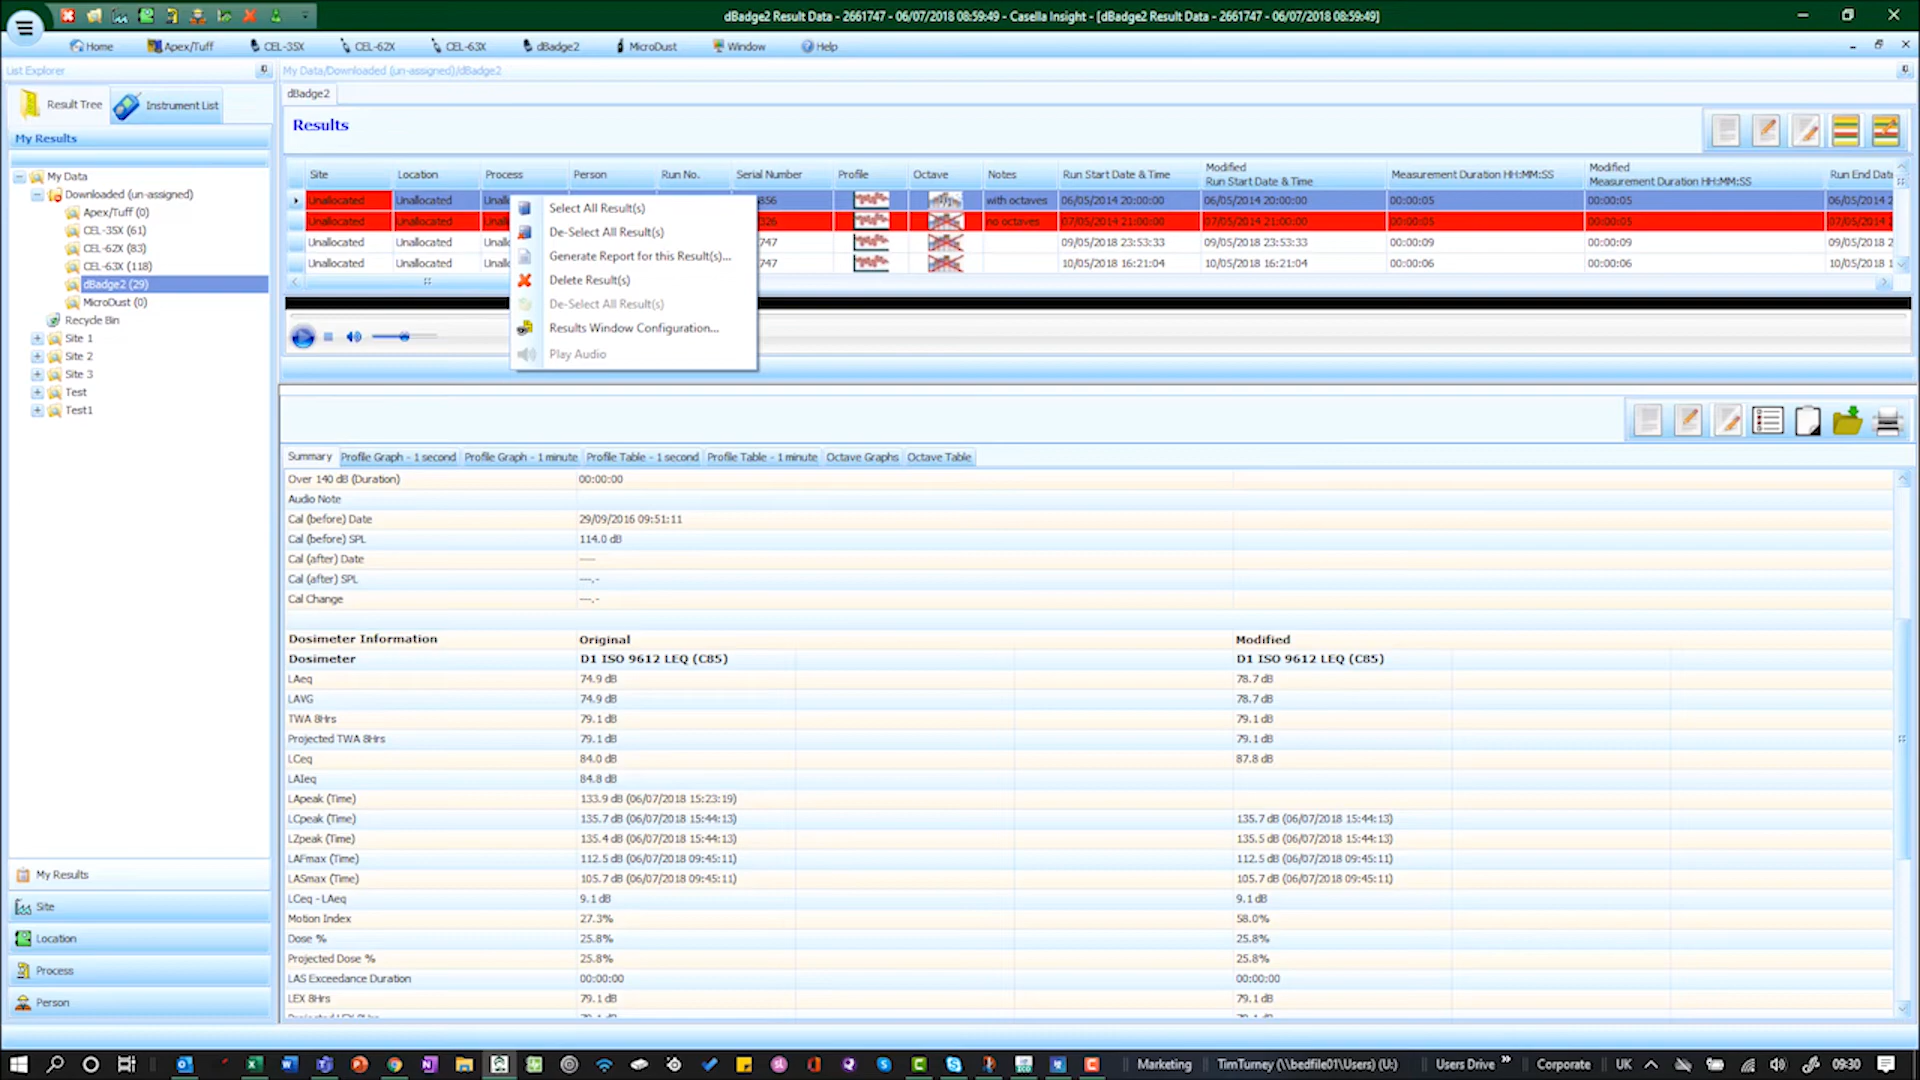 dBadge2 Result Data - 2661747 - 06/07/2018 08:59:49 - Casella Insight - [dBadge2 Result Data - 2661747 - 06/07/2018 08:59:49]
Home Apex/Tuff CEL-35X CEL-62X CEL-63X dBadge2 MicroDust Window Help
List Explorer
My Data/Downloaded (un-assigned)/dBadge2
Result Tree Instrument List
dBadge2
My Results
Results
My Data
Downloaded (un-assigned)
Apex/Tuff (0)
CEL-35X (61)
CEL-62X (83)
CEL-63X (118)
dBadge2 (29)
MicroDust (0)
Recycle Bin
Site 1
Site 2
Site 3
Test
Test1
My Results
Site
Location
Process
Person
Site Location Process Person Run No. Serial Number Profile Octave Notes Run Start Date & Time Modified Run Start Date & Time Measurement Duration HH:MM:SS Modified Measurement Duration HH:MM:SS Run End Date
Unallocated Unallocated Unall 356 with octaves 06/05/2014 20:00:00 06/05/2014 20:00:00 00:00:05 00:00:05 06/05/2014 2
Unallocated Unallocated Unall 326 no octaves 07/05/2014 21:00:00 07/05/2014 21:00:00 00:00:05 00:00:05 07/05/2014 2
Unallocated Unallocated Unall 747 09/05/2018 23:53:33 09/05/2018 23:53:33 00:00:09 00:00:09 09/05/2018 2
Unallocated Unallocated Unall 747 10/05/2018 16:21:04 10/05/2018 16:21:04 00:00:06 00:00:06 10/05/2018 1
Select All Result(s)
De-Select All Result(s)
Generate Report for this Result(s)...
Delete Result(s)
De-Select All Result(s)
Results Window Configuration...
Play Audio
Summary Profile Graph - 1 second Profile Graph - 1 minute Profile Table - 1 second Profile Table - 1 minute Octave Graphs Octave Table
Over 140 dB (Duration) 00:00:00
Audio Note
Cal (before) Date 29/09/2016 09:51:11
Cal (before) SPL 114.0 dB
Cal (after) Date ----
Cal (after) SPL ---.-
Cal Change ---.-
Dosimeter Information Original Modified
Dosimeter D1 ISO 9612 LEQ (C85) D1 ISO 9612 LEQ (C85)
LAeq 74.9 dB 78.7 dB
LAVG 74.9 dB 78.7 dB
TWA 8Hrs 79.1 dB 79.1 dB
Projected TWA 8Hrs 79.1 dB 79.1 dB
LCeq 84.0 dB 87.8 dB
LAIeq 84.8 dB
LApeak (Time) 133.9 dB (06/07/2018 15:23:19)
LCpeak (Time) 135.7 dB (06/07/2018 15:44:13) 135.7 dB (06/07/2018 15:44:13)
LZpeak (Time) 135.4 dB (06/07/2018 15:44:13) 135.5 dB (06/07/2018 15:44:13)
LAFmax (Time) 112.5 dB (06/07/2018 09:45:11) 112.5 dB (06/07/2018 09:45:11)
LASmax (Time) 105.7 dB (06/07/2018 09:45:11) 105.7 dB (06/07/2018 09:45:11)
LCeq - LAeq 9.1 dB 9.1 dB
Motion Index 27.3% 58.0%
Dose % 25.8% 25.8%
Projected Dose % 25.8% 25.8%
LAS Exceedance Duration 00:00:00 00:00:00
LEX 8Hrs 79.1 dB 79.1 dB
Marketing TimTurney (\\bedfile01\Users) (U:) Users Drive Corporate UK 09:30